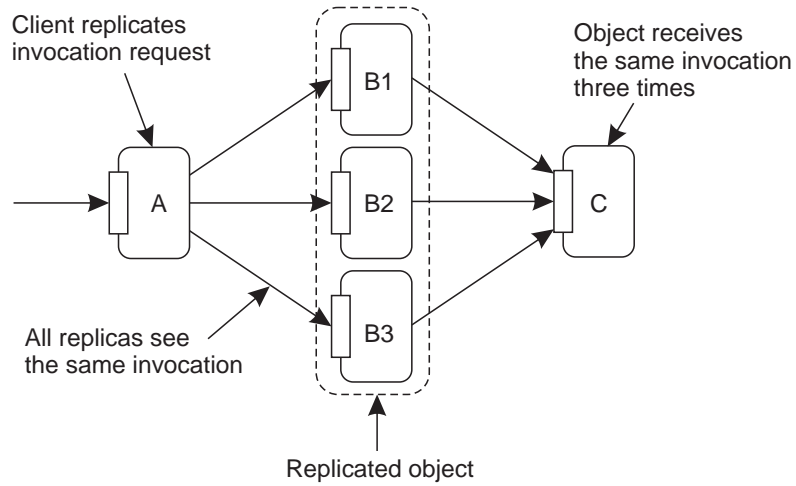 Client replicates
invocation request
Object receives
the same invocation
three times
B1
A
B2
C
B3
All replicas see
the same invocation
Replicated object